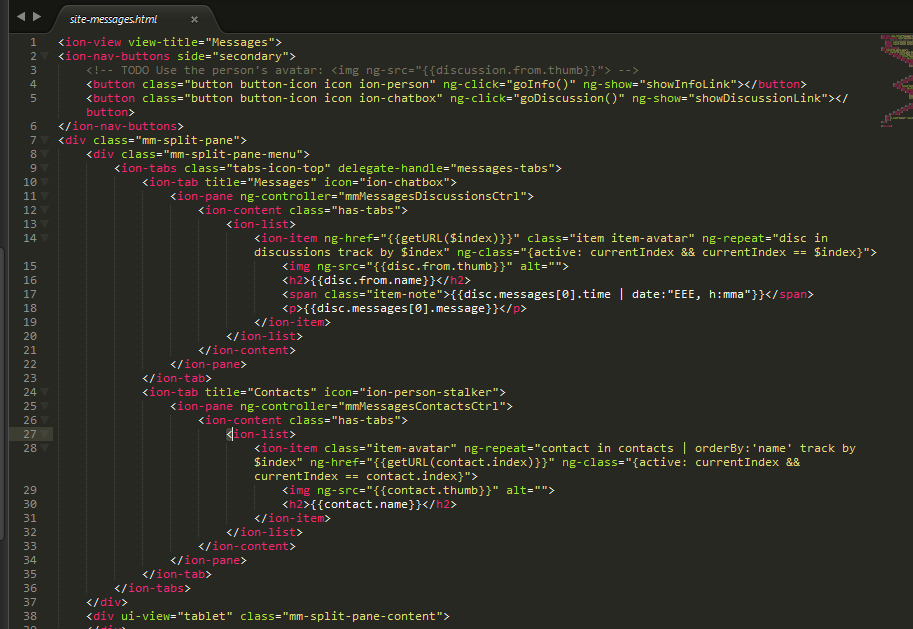 site-messages.html ×
1 <ion-view view-title="Messages">
2 <ion-nav-buttons side="secondary">
3 <!-- TODO Use the person's avatar: <img ng-src="{{discussion.from.thumb}}"> -->
4 <button class="button button-icon icon ion-person" ng-click="goInfo()" ng-show="showInfoLink"></button>
5 <button class="button button-icon icon ion-chatbox" ng-click="goDiscussion()" ng-show="showDiscussionLink"></
button>
6 </ion-nav-buttons>
7 <div class="mm-split-pane">
8 <div class="mm-split-pane-menu">
9 <ion-tabs class="tabs-icon-top" delegate-handle="messages-tabs">
10 <ion-tab title="Messages" icon="ion-chatbox">
11 <ion-pane ng-controller="mmMessagesDiscussionsCtrl">
12 <ion-content class="has-tabs">
13 <ion-list>
14 <ion-item ng-href="{{getURL($index)}}" class="item item-avatar" ng-repeat="disc in
discussions track by $index" ng-class="{active: currentIndex && currentIndex == $index}">
15 <img ng-src="{{disc.from.thumb}}" alt="">
16 <h2>{{disc.from.name}}</h2>
17 <span class="item-note">{{disc.messages[0].time | date:"EEE, h:mma"}}</span>
18 <p>{{disc.messages[0].message}}</p>
19 </ion-item>
20 </ion-list>
21 </ion-content>
22 </ion-pane>
23 </ion-tab>
24 <ion-tab title="Contacts" icon="ion-person-stalker">
25 <ion-pane ng-controller="mmMessagesContactsCtrl">
26 <ion-content class="has-tabs">
27 <ion-list>
28 <ion-item class="item-avatar" ng-repeat="contact in contacts | orderBy:'name' track by
$index" ng-href="{{getURL(contact.index)}}" ng-class="{active: currentIndex &&
currentIndex == contact.index}">
29 <img ng-src="{{contact.thumb}}" alt="">
30 <h2>{{contact.name}}</h2>
31 </ion-item>
32 </ion-list>
33 </ion-content>
34 </ion-pane>
35 </ion-tab>
36 </ion-tabs>
37 </div>
38 <div ui-view="tablet" class="mm-split-pane-content">